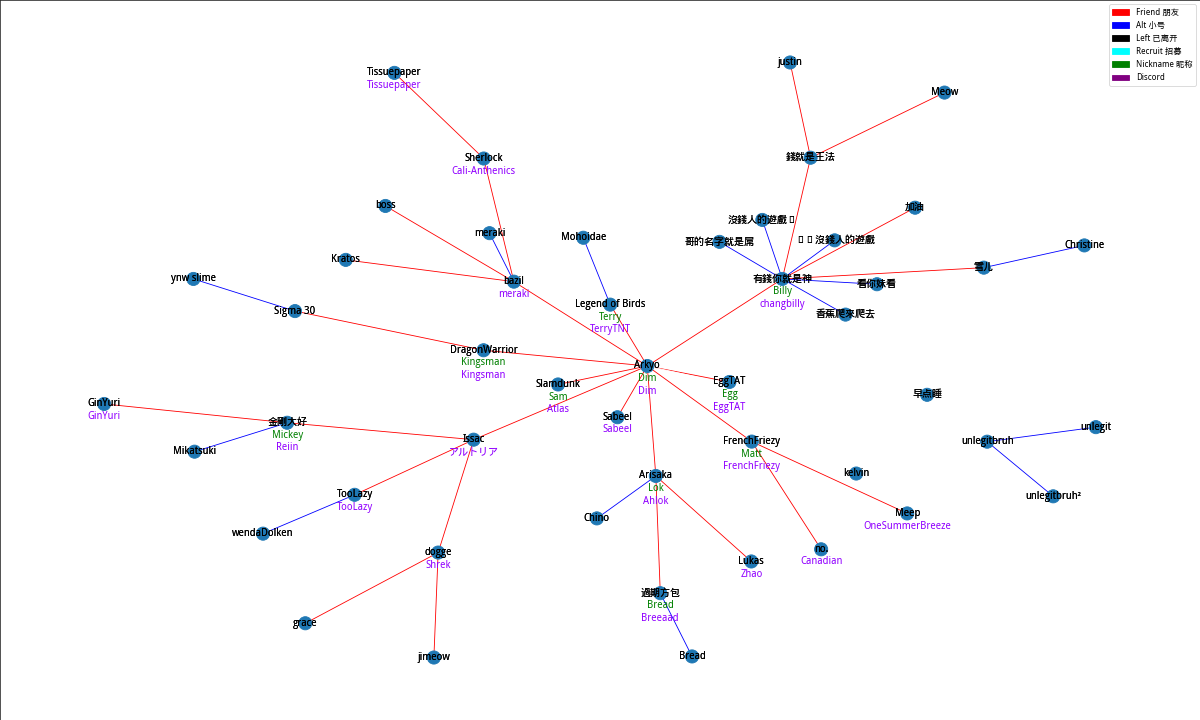 Friend 朋友
Alt 小号
Left 已离开
Recruit 招募
Nickname 昵称
Discord
justin
Tissuepaper
Tissuepaper
Meow
Sherlock
Cali-Anthenics
錢就是王法
boss
加油
meraki
Mohoidae
沒錢人的遊戲
哥的名字就是屌
沒錢人的遊戲
Christine
Kratos
雪儿
ynw slime
bazil
meraki
有錢你就是神
Billy
changbilly
看你妹看
Legend of Birds
Terry
TerryTNT
Sigma 30
香蕉爬來爬去
DragonWarrior
Kingsman
Kingsman
Arkyo
Dim
Dim
Slamdunk
Sam
Atlas
EggTAT
Egg
EggTAT
早点睡
GinYuri
GinYuri
Sabeel
Sabeel
金剛大好
Mickey
Reiin
unlegit
Issac
アルトリア
FrenchFriezy
Matt
FrenchFriezy
unlegitbruh
Mikatsuki
Arisaka
Lok
Ahlok
kelvin
TooLazy
TooLazy
unlegitbruh²
Meep
OneSummerBreeze
Chino
wendaDolken
dogge
Shrek
no.
Canadian
Lukas
Zhao
過期方包
Bread
Breeaad
grace
jimeow
Bread